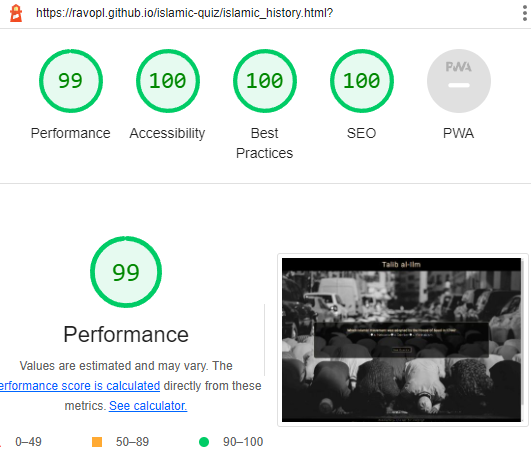 https://ravopl.github.io/islamic-quiz/islamic_history.html?
99
100
100
100
PWA
Performance
Accessibility
Best
Practices
SEO
PWA
99
Talib al-Ilm
Performance
Values are estimated and may vary. The
erformance score is calculated directly from these
metrics. See calculator.
0–49
50–89
90–100